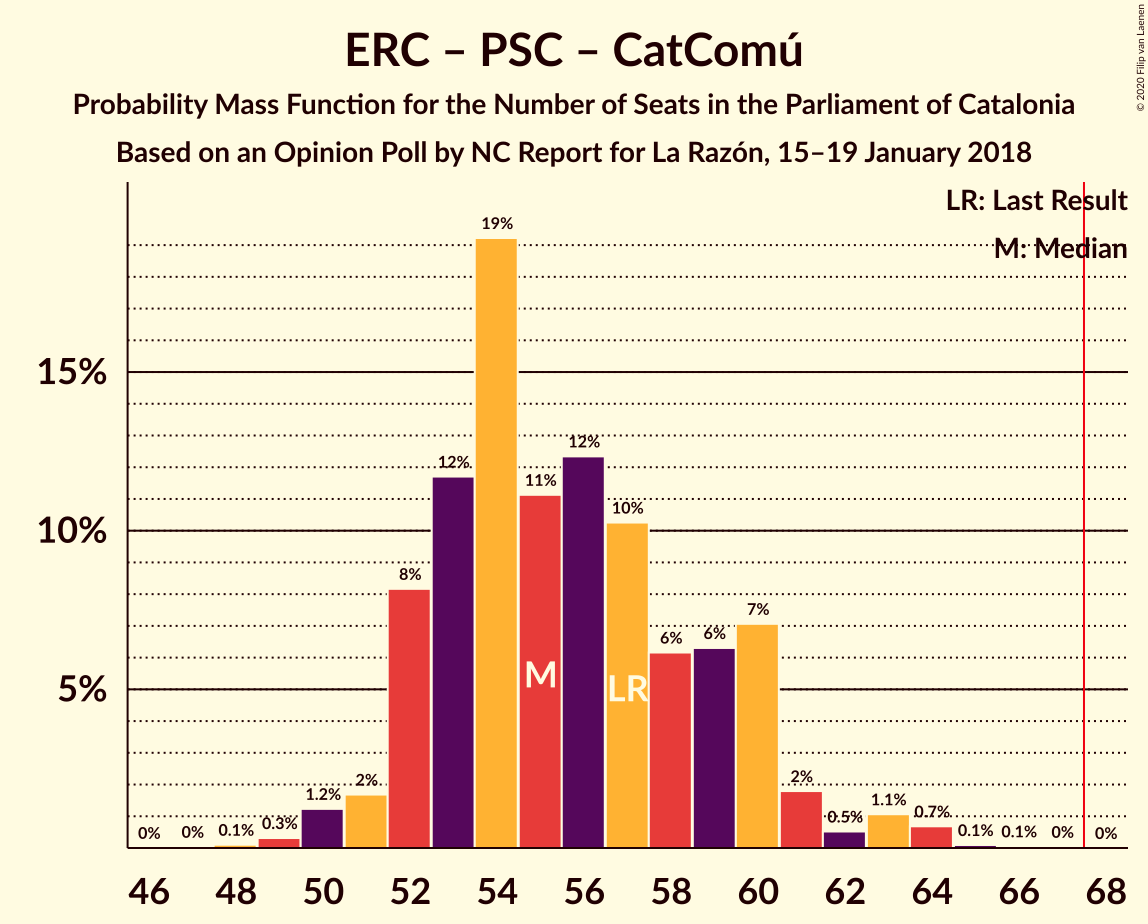 ERC – PSC – CatComú
Probability Mass Function for the Number of Seats in the Parliament of Catalonia
Based on an Opinion Poll by NC Report for La Razón, 15–19 January 2018
© 2020 Filip van Laenen
LR: Last Result
M: Median
15%
10%
5%
0%
0%
0.1%
0.3%
1.2%
2%
8%
12%
19%
11%
12%
10%
6%
6%
7%
2%
0.5%
1.1%
0.7%
0.1%
0.1%
0%
0%
M
LR
46 48 50 52 54 56 58 60 62 64 66 68